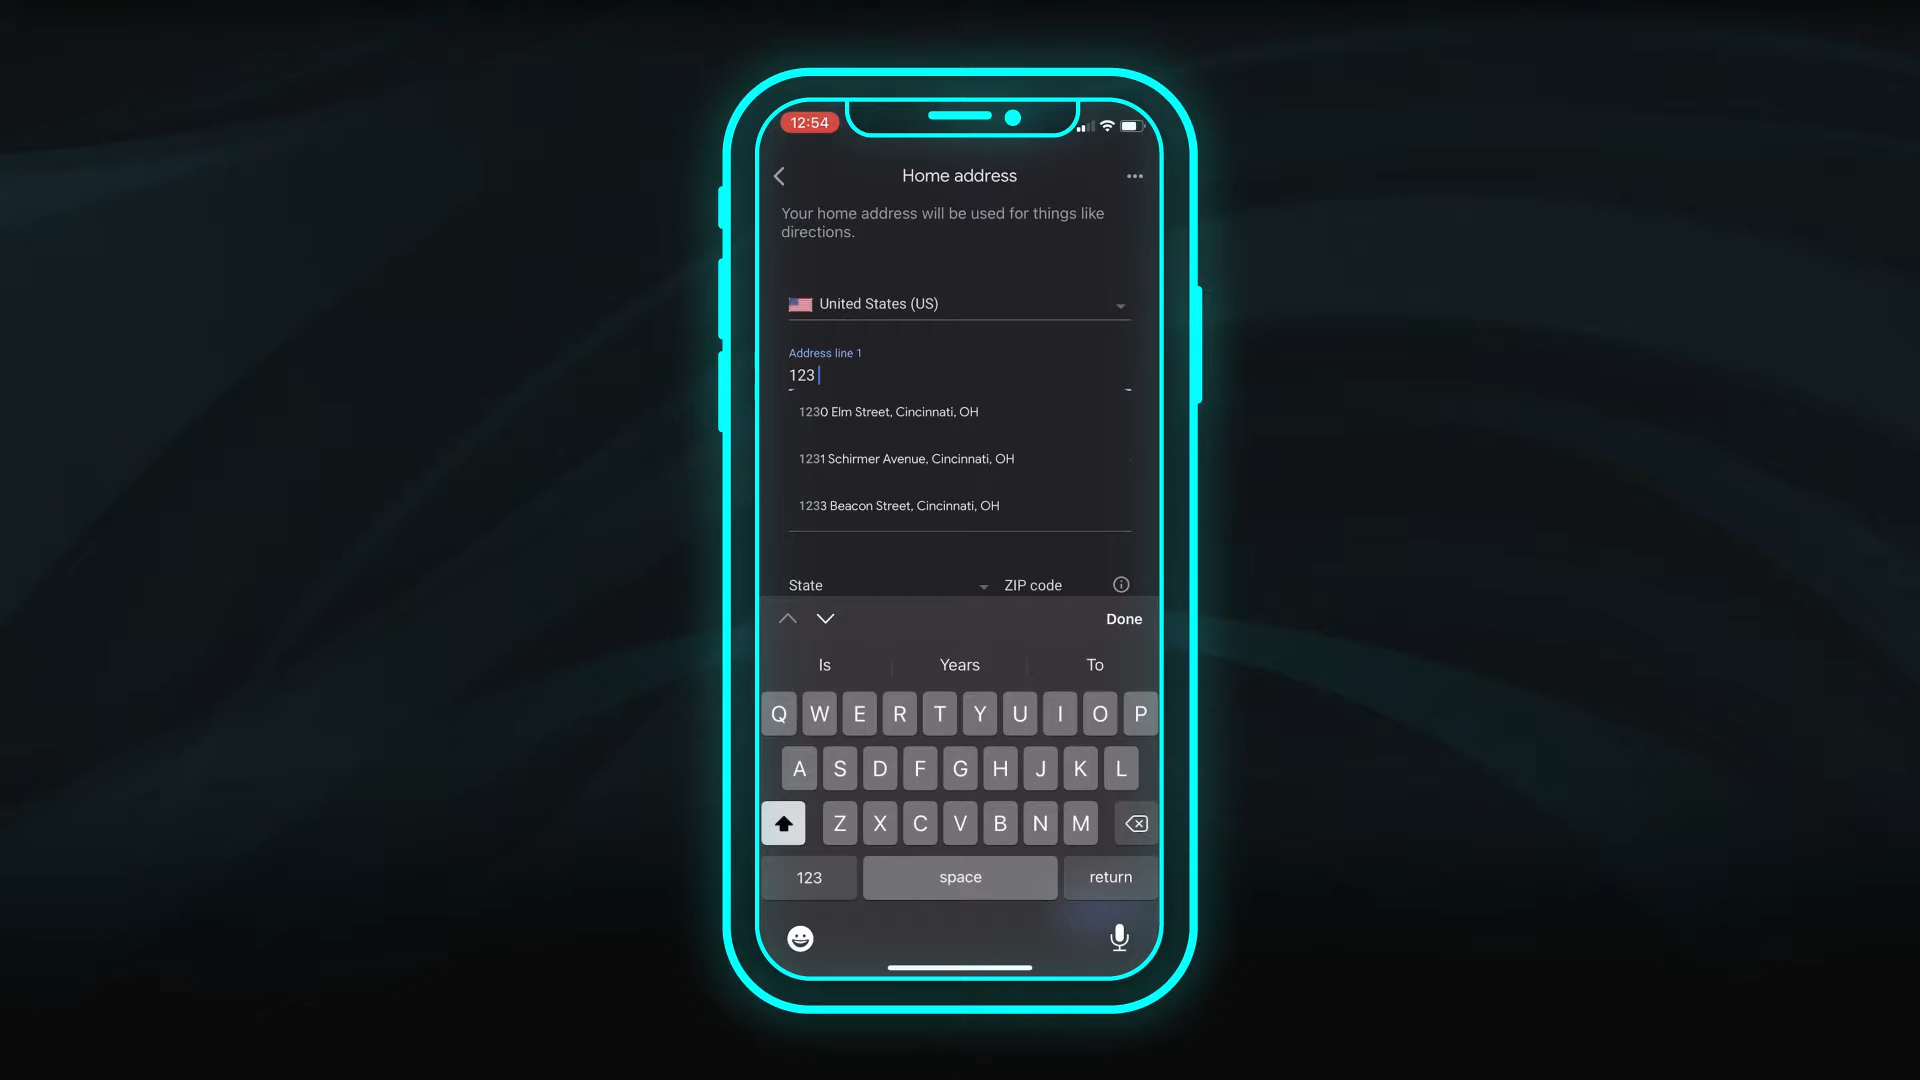 12:54
Home address
Your home address will be used for things like
directions.
United States (US)
Address line 1
123
1230 Elm Street, Cincinnati, OH
1231 Schirmer Avenue, Cincinnati, OH
1233 Beacon Street, Cincinnati, OH
State ZIP code
Done
Is Years To
Q W E R T Y U I O P
A S D F G H J K L
Z X C V B N M
123 space return